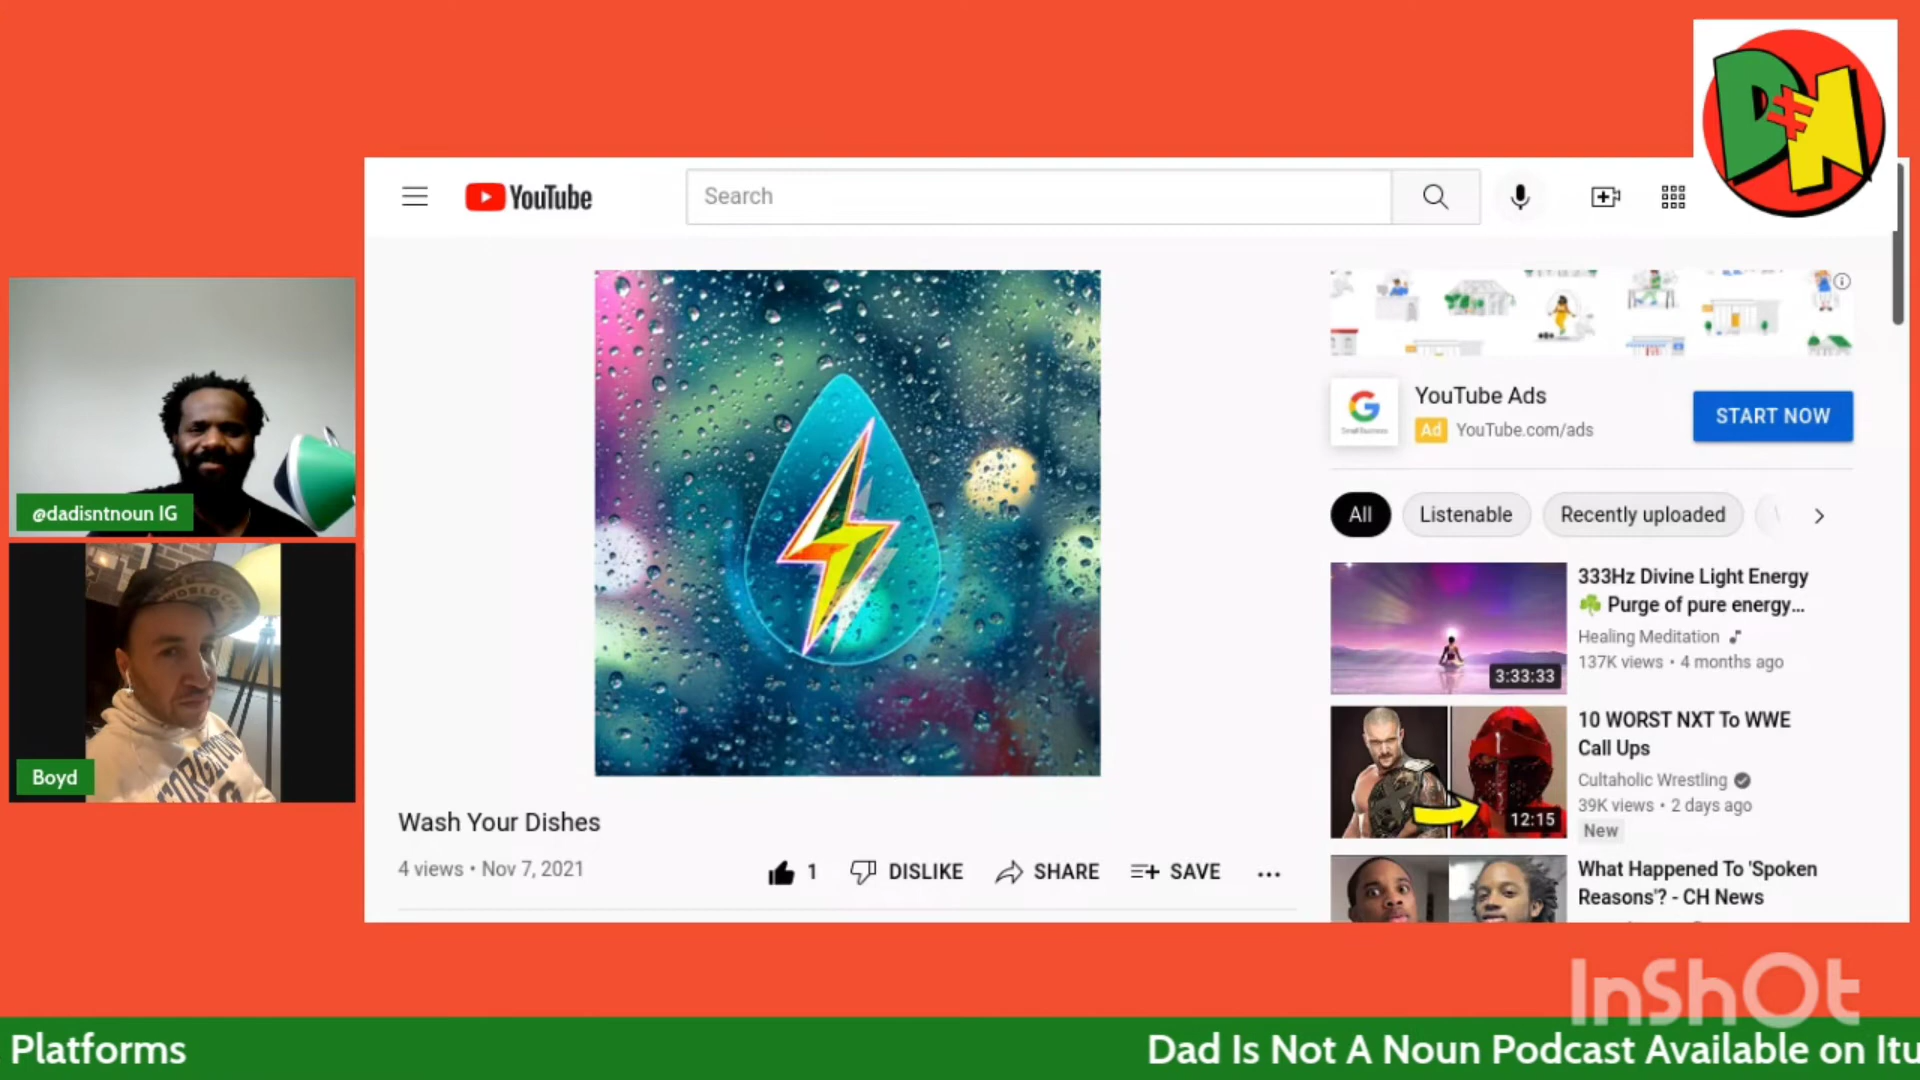 D≠N
YouTube
Search
YouTube Ads
Ad YouTube.com/ads
START NOW
All
Listenable
Recently uploaded
333Hz Divine Light Energy
☘ Purge of pure energy...
Healing Meditation
137K views • 4 months ago
3:33:33
10 WORST NXT To WWE
Call Ups
Cultaholic Wrestling
39K views • 2 days ago
New
12:15
What Happened To 'Spoken
Reasons'? - CH News
@dadisntnoun IG
Boyd
Wash Your Dishes
4 views • Nov 7, 2021
1
DISLIKE
SHARE
SAVE
InShOt
Platforms
Dad Is Not A Noun Podcast Available on Itu